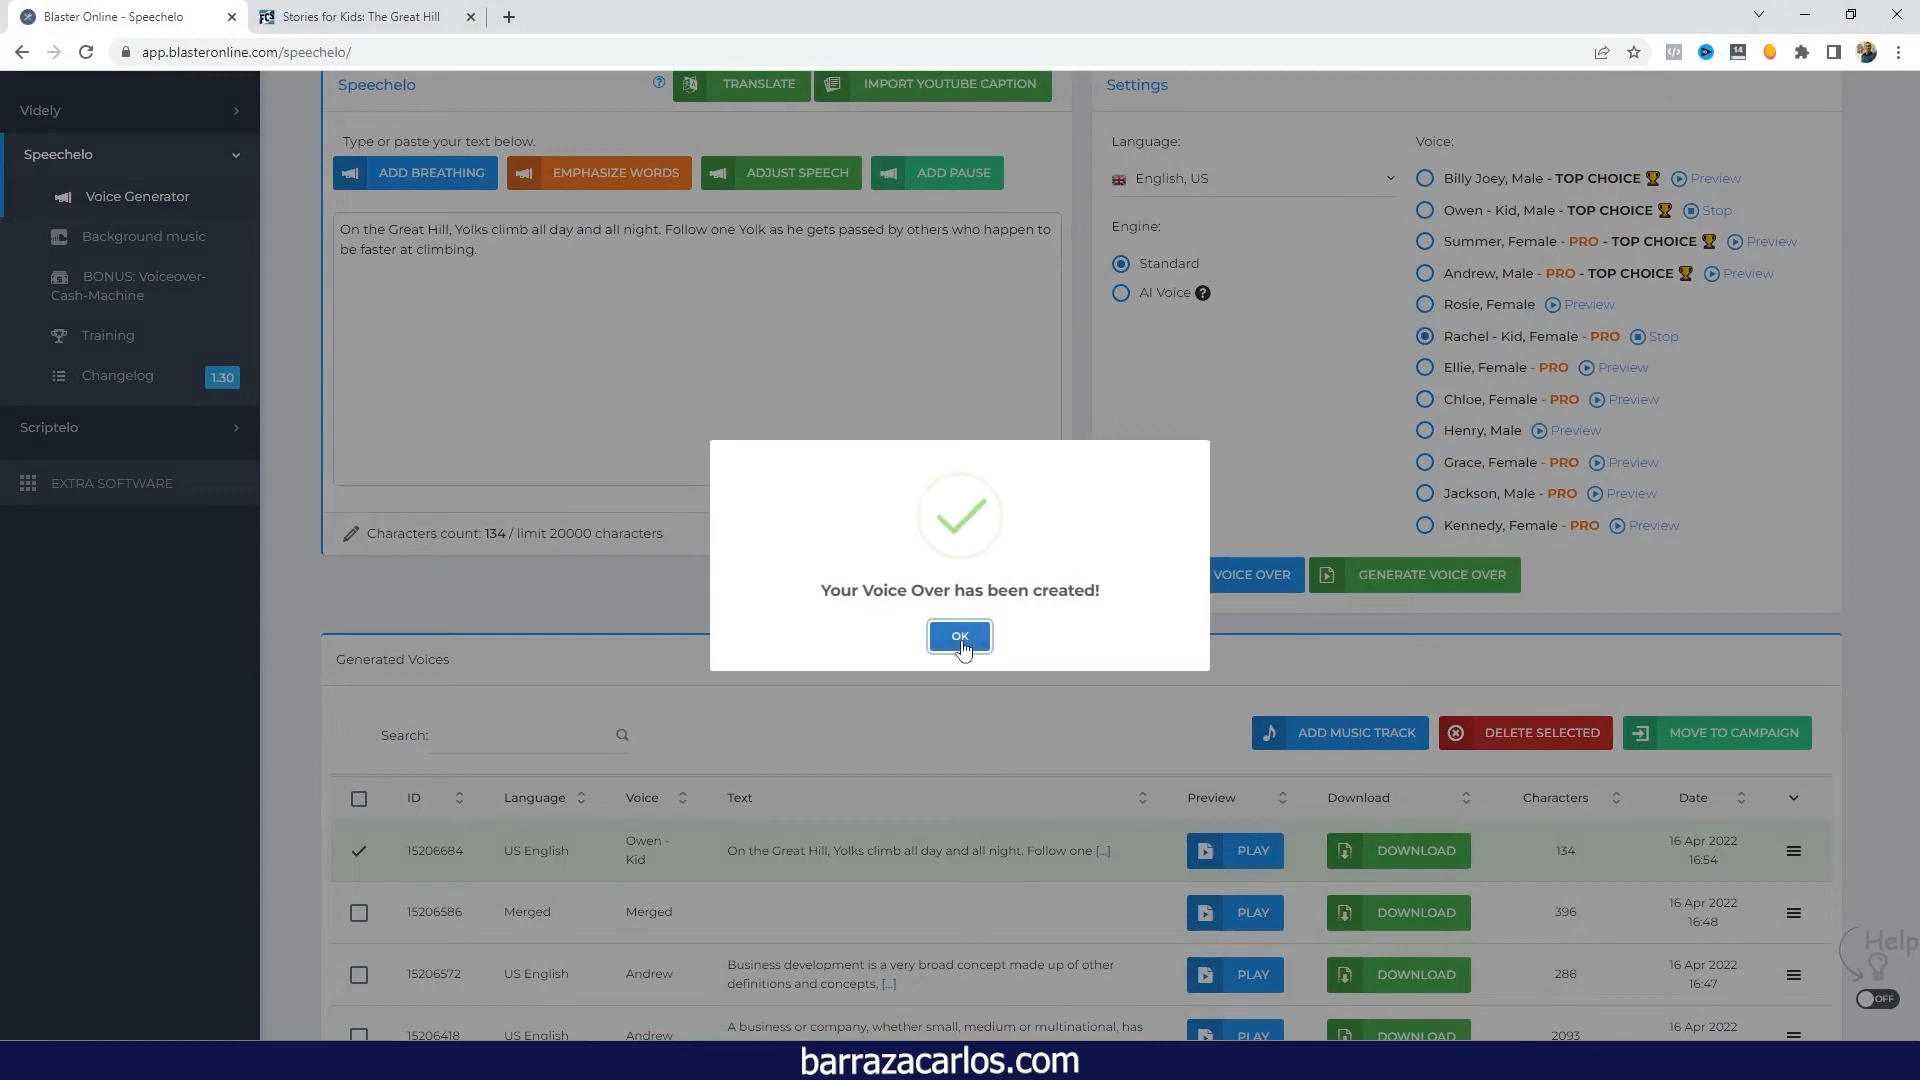 Blaster Online - Speechelo
Stories for Kids: The Great Hill
app.blasteronline.com/speechelo/
14
Videly
Speechelo
Voice Generator
Background music
BONUS: Voiceover-
Cash-Machine
Training
Changelog
1.30
Scriptelo
EXTRA SOFTWARE
Speechelo
TRANSLATE
IMPORT YOUTUBE CAPTION
Type or paste your text below.
ADD BREATHING
EMPHASIZE WORDS
ADJUST SPEECH
ADD PAUSE
On the Great Hill, Yolks climb all day and all night. Follow one Yolk as he gets passed by others who happen to
be faster at climbing.
Characters count: 134 / limit 20000 characters
Settings
Language:
English, US
Engine:
Standard
AI Voice
Voice:
Billy Joey, Male - TOP CHOICE Preview
Owen - Kid, Male - TOP CHOICE Stop
Summer, Female - PRO - TOP CHOICE Preview
Andrew, Male - PRO - TOP CHOICE Preview
Rosie, Female Preview
Rachel - Kid, Female - PRO Stop
Ellie, Female - PRO Preview
Chloe, Female - PRO Preview
Henry, Male Preview
Grace, Female - PRO Preview
Jackson, Male - PRO Preview
Kennedy, Female - PRO Preview
VOICE OVER
GENERATE VOICE OVER
Your Voice Over has been created!
OK
Generated Voices
Search:
ADD MUSIC TRACK
DELETE SELECTED
MOVE TO CAMPAIGN
ID Language Voice Text Preview Download Characters Date
15206684 US English Owen - Kid On the Great Hill, Yolks climb all day and all night. Follow one [...] PLAY DOWNLOAD 134 16 Apr 2022 16:54
15206586 Merged Merged PLAY DOWNLOAD 396 16 Apr 2022 16:48
15206572 US English Andrew Business development is a very broad concept made up of other definitions and concepts, [...] PLAY DOWNLOAD 286 16 Apr 2022 16:47
15206418 US English Andrew A business or company, whether small, medium or multinational, has PLAY DOWNLOAD 2093 16 Apr 2022
Help
OFF
barrazacarlos.com